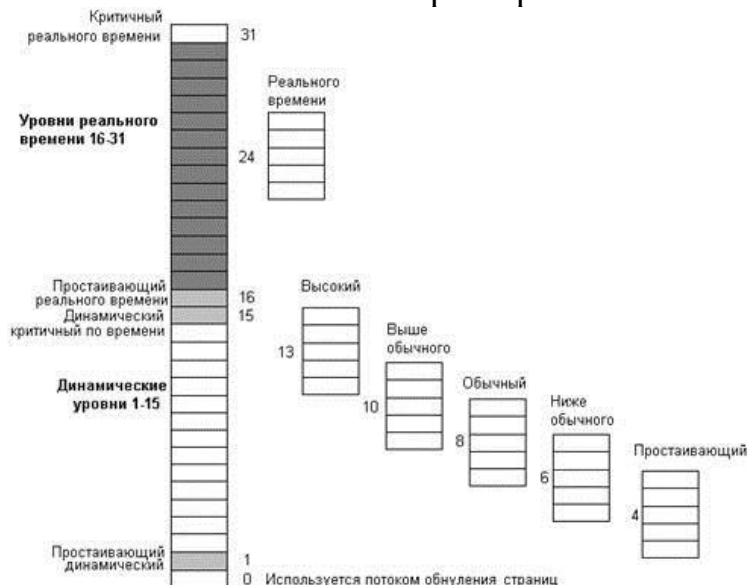 Критичный
реального времени
31
Реального
времени
Уровни реального
времени 16-31
24
Простаивающий
реального времени
16
Динамический
критичный по времени
15
Высокий
13
Выше
обычного
10
Обычный
8
Ниже
обычного
6
Простаивающий
4
Динамические
уровни 1-15
Простаивающий
динамический
1
0 Используется потоком обнуления страниц